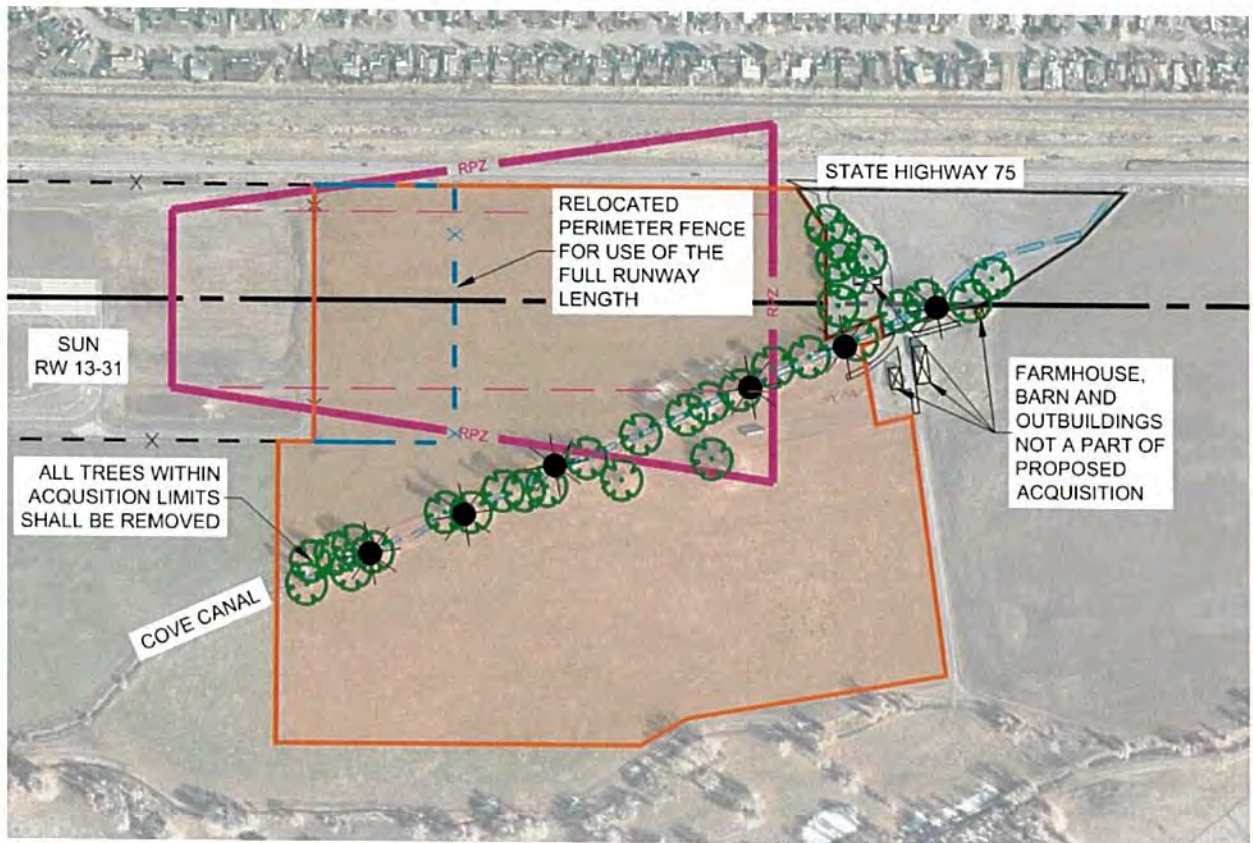 RPZ
STATE HIGHWAY 75
RELOCATED
PERIMETER FENCE
FOR USE OF THE
FULL RUNWAY
LENGTH
RPZ
SUN
RW 13-31
FARMHOUSE,
BARN AND
OUTBUILDINGS
NOT A PART OF
PROPOSED
ACQUISITION
RPZ
ALL TREES WITHIN
ACQUSITION LIMITS
SHALL BE REMOVED
COVE CANAL